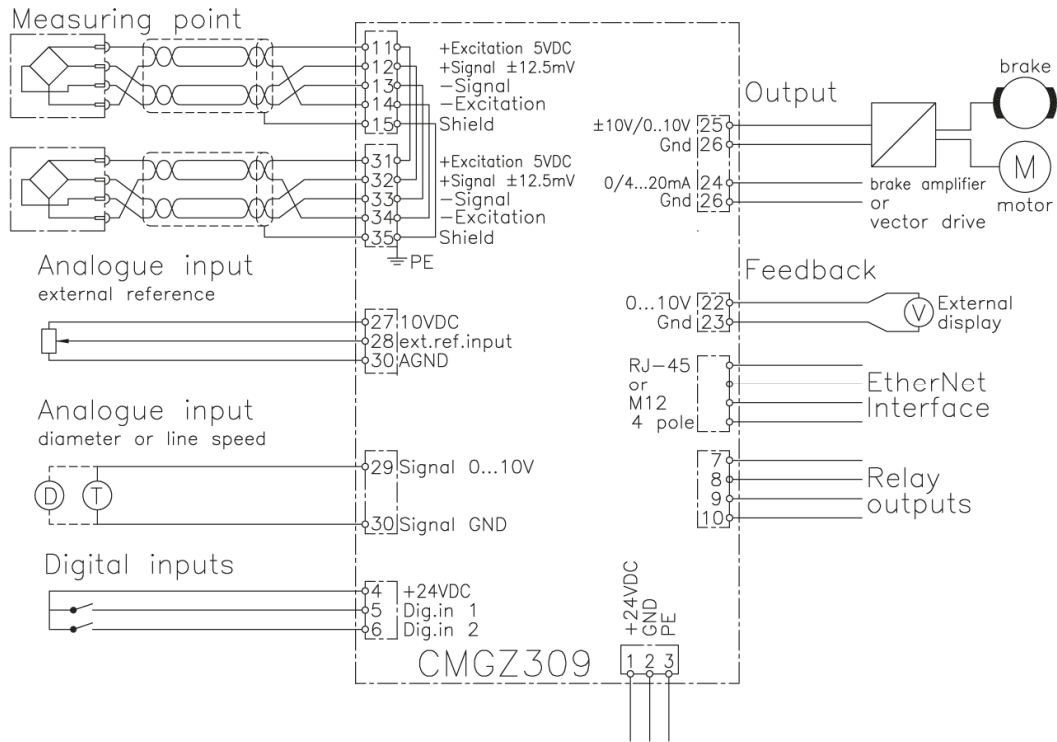 Measuring point
11 +Excitation 5VDC
12 +Signal ±12.5mV
13 −Signal
14 −Excitation
15 Shield
31 +Excitation 5VDC
32 +Signal ±12.5mV
33 −Signal
34 −Excitation
35 Shield
PE
Analogue input
external reference
27 10VDC
28 ext.ref.input
30 AGND
Analogue input
diameter or line speed
D T
29 Signal 0...10V
30 Signal GND
Digital inputs
4 +24VDC
5 Dig.in 1
6 Dig.in 2
CMGZ309
+24VDC
GND
PE
1 2 3
Output
±10V/0..10V 25
Gnd 26
0/4...20mA 24
Gnd 26
brake
M
motor
brake amplifier
or
vector drive
Feedback
0...10V 22
Gnd 23
V
External
display
RJ−45
or
M12
4 pole
EtherNet
Interface
7
8
9
10
Relay
outputs